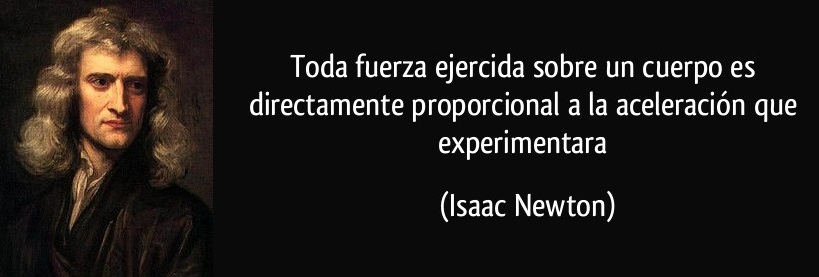 Toda fuerza ejercida sobre un cuerpo es
directamente proporcional a la aceleración que
experimentara
(Isaac Newton)